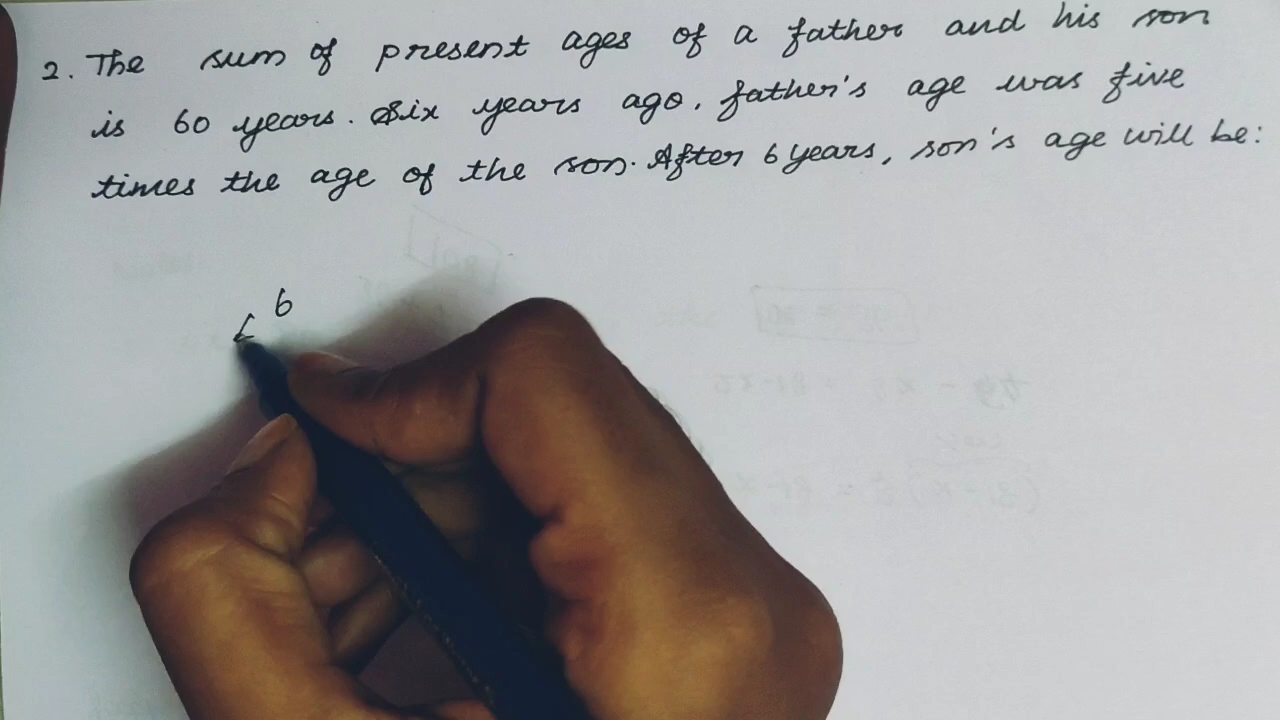 2. The sum of present ages of a father and his son
is 60 years. Six years ago, father's age was five
times the age of the son. After 6 years, son's age will be:
6